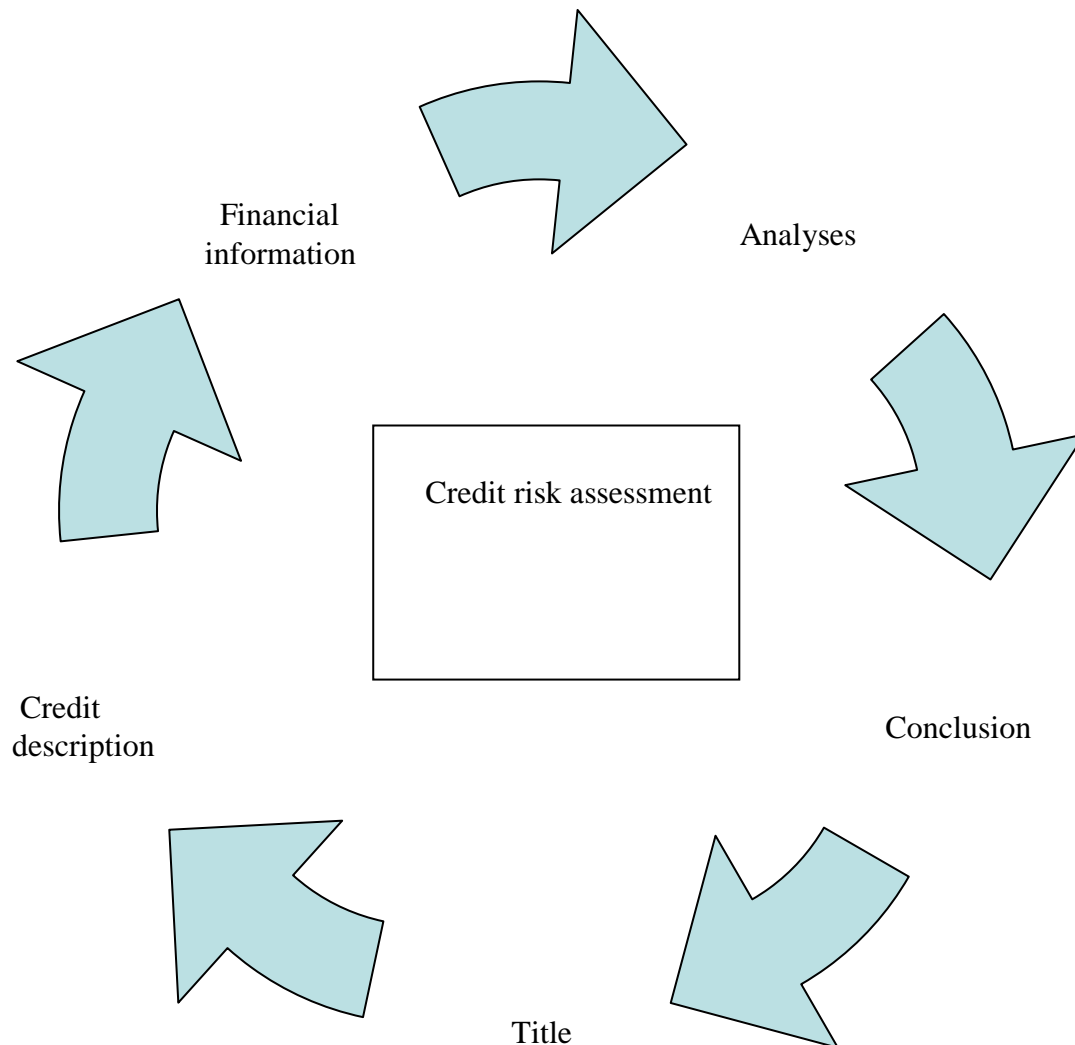 Financial
information
Analyses
Credit risk assessment
Credit
description
Conclusion
Title